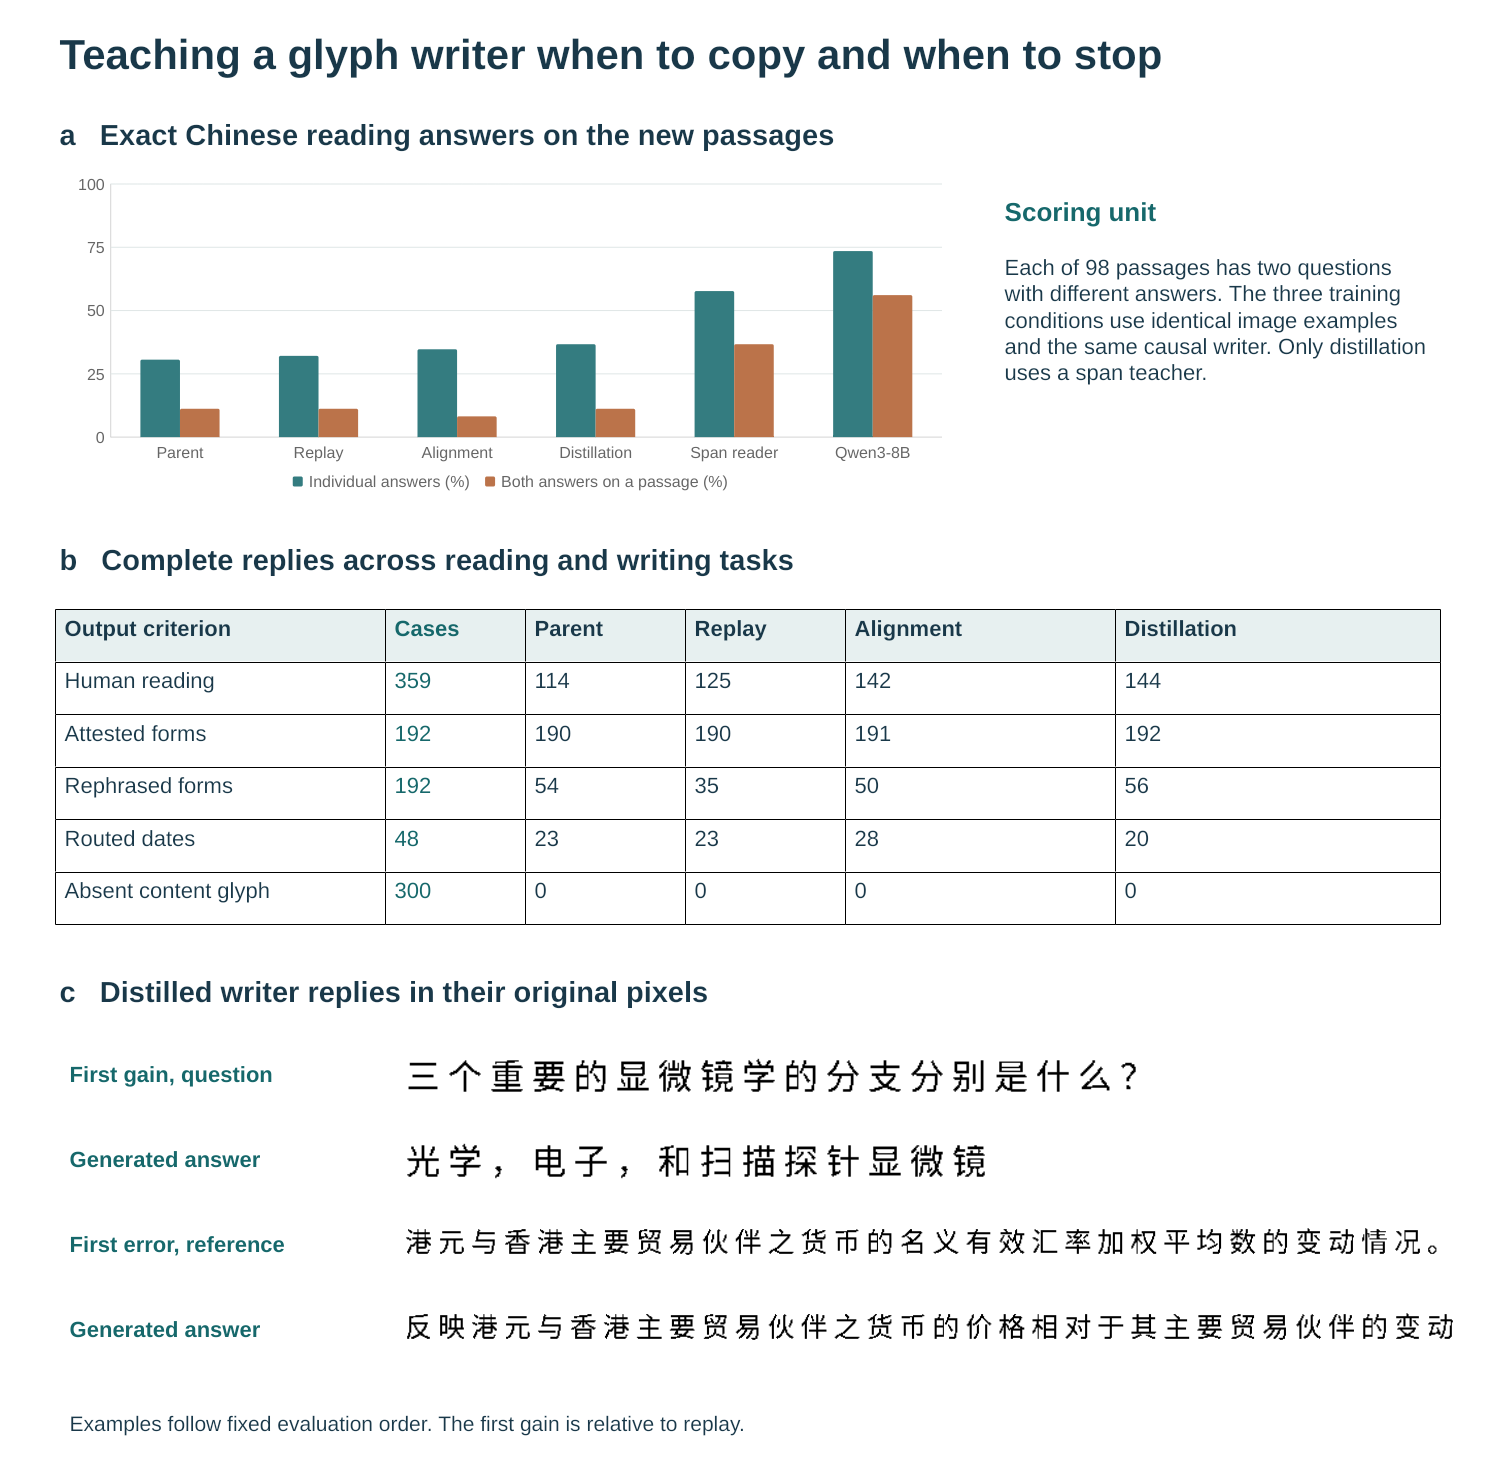 Teaching a glyph writer when to copy and when to stop
a Exact Chinese reading answers on the new passages
100
75
50
25
0
Parent Replay Alignment Distillation Span reader Qwen3-8B
Individual answers (%) Both answers on a passage (%)
Scoring unit
Each of 98 passages has two questions
with different answers. The three training
conditions use identical image examples
and the same causal writer. Only distillation
uses a span teacher.
b Complete replies across reading and writing tasks
Output criterion Cases Parent Replay Alignment Distillation
Human reading 359 114 125 142 144
Attested forms 192 190 190 191 192
Rephrased forms 192 54 35 50 56
Routed dates 48 23 23 28 20
Absent content glyph 300 0 0 0 0
c Distilled writer replies in their original pixels
First gain, question 三个重要的显微镜学的分支分别是什么？
Generated answer 光学，电子，和扫描探针显微镜
First error, reference 港元与香港主要贸易伙伴之货币的名义有效汇率加权平均数的变动情况。
Generated answer 反映港元与香港主要贸易伙伴之货币的价格相对于其主要贸易伙伴的变动
Examples follow fixed evaluation order. The first gain is relative to replay.